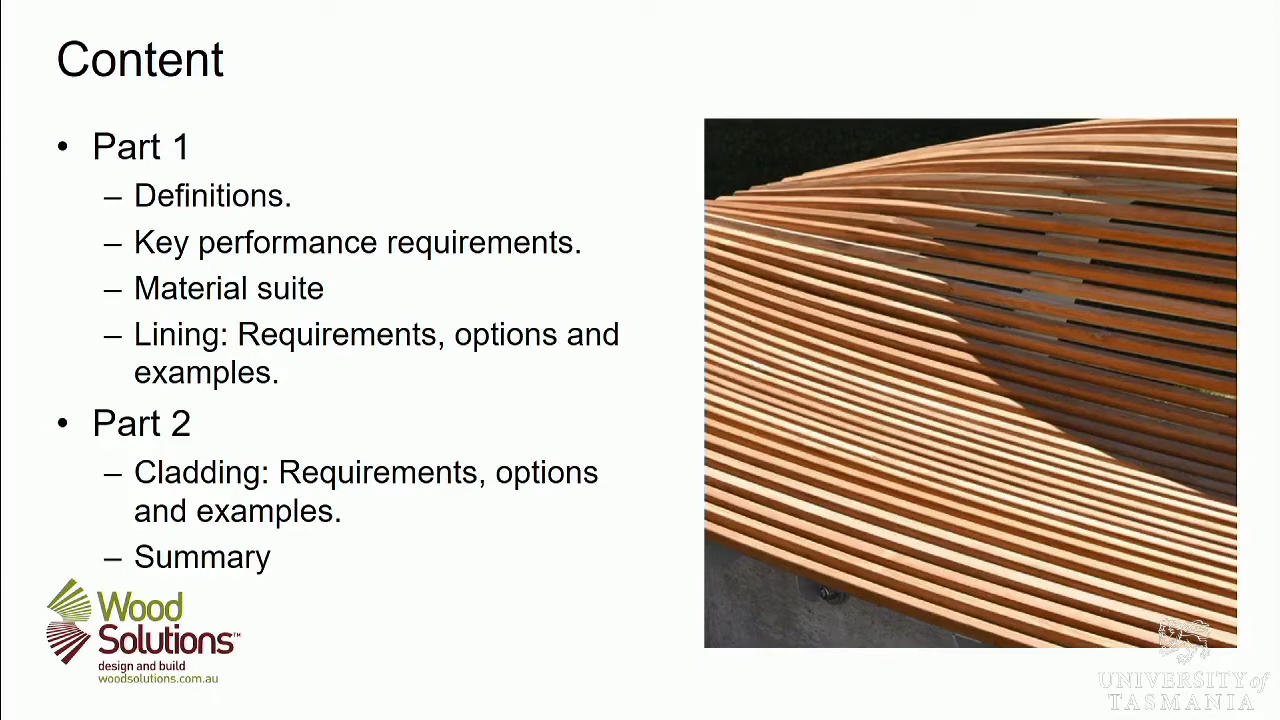 Content
• Part 1
– Definitions.
– Key performance requirements.
– Material suite
– Lining: Requirements, options and
examples.
• Part 2
– Cladding: Requirements, options
and examples.
– Summary
Wood
Solutions™
design and build
woodsolutions.com.au
UNIVERSITY of
TASMANIA